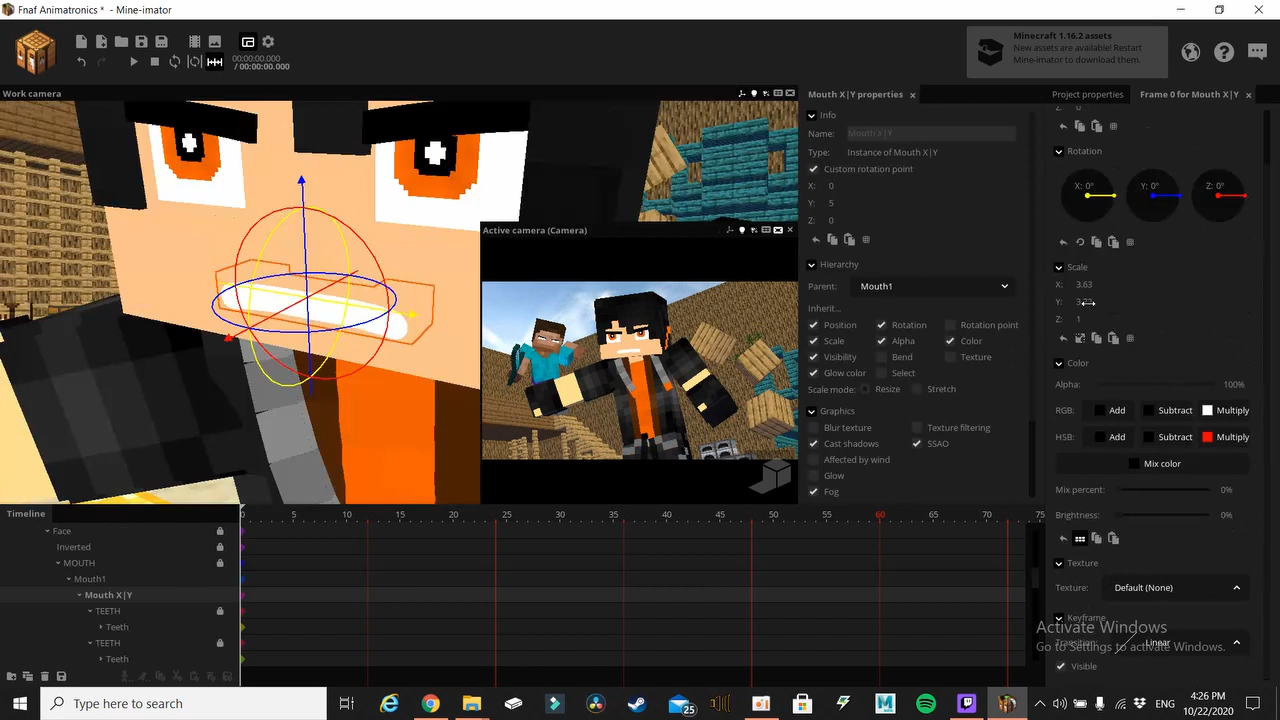 Fnaf Animatronics * - Mine-imator
00:00:00.000
/ 00:00:00.000
Minecraft 1.16.2 assets
New assets are available! Restart
Mine-imator to download them.
Work camera
Active camera (Camera)
Mouth X|Y properties
Info
Name: Mouth X|Y
Type: Instance of Mouth X|Y
Custom rotation point
X: 0
Y: 5
Z: 0
Hierarchy
Parent: Mouth1
Inherit...
Position Rotation Rotation point
Scale Alpha Color
Visibility Bend Texture
Glow color Select
Scale mode: Resize Stretch
Graphics
Blur texture Texture filtering
Cast shadows SSAO
Affected by wind
Glow
Fog
Project properties Frame 0 for Mouth X|Y
Rotation
X: 0° Y: 0° Z: 0°
Scale
X: 3.63
Y:
Z: 1
Color
Alpha: 100%
RGB: Add Subtract Multiply
HSB: Add Subtract Multiply
Mix color
Mix percent: 0%
Brightness: 0%
Texture
Texture: Default (None)
Keyframe
Transition: Linear
Visible
Activate Windows
Go to Settings to activate Windows.
Timeline
0 5 10 15 20 25 30 35 40 45 50 55 60 65 70 75
Face
Inverted
MOUTH
Mouth1
Mouth X|Y
TEETH
Teeth
TEETH
Teeth
Type here to search
25
ENG
4:26 PM
10/22/2020